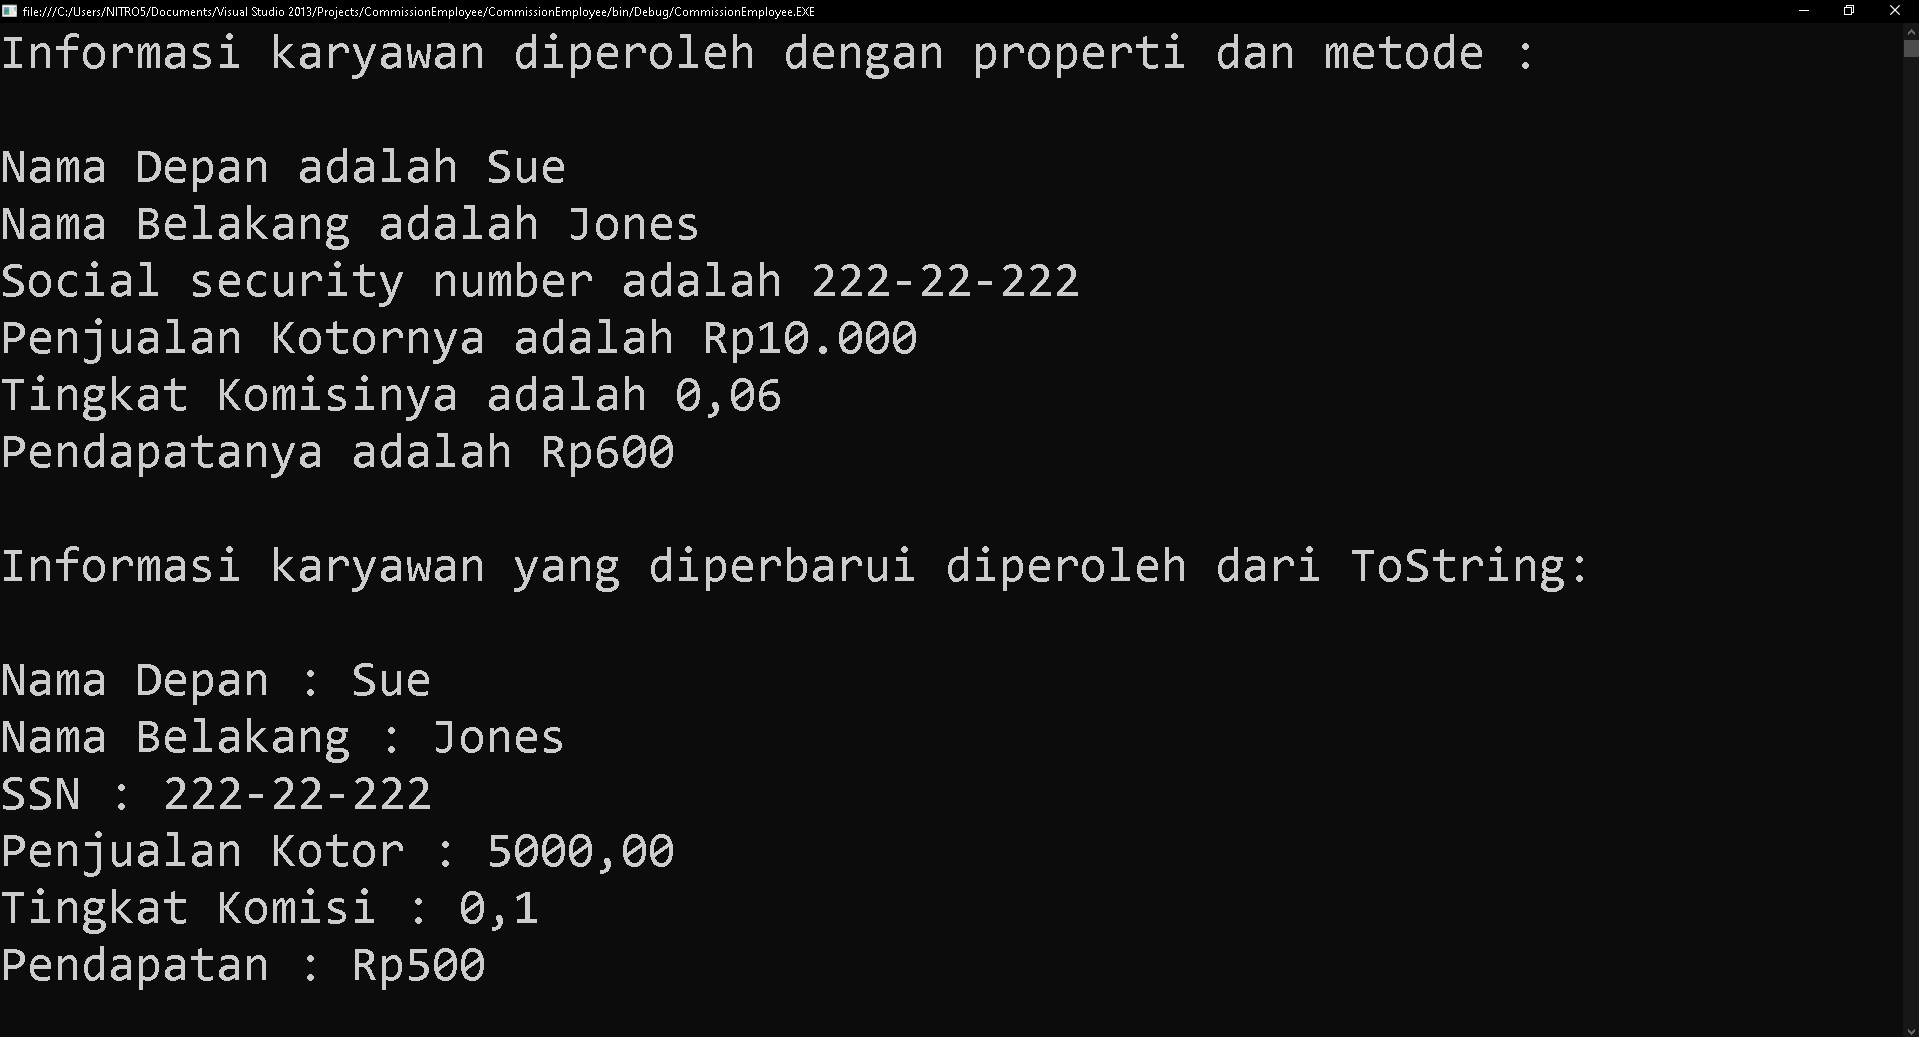 file:///C:/Users/NITRO5/Documents/Visual Studio 2013/Projects/CommissionEmployee/CommissionEmployee/bin/Debug/CommissionEmployee.EXE
Informasi karyawan diperoleh dengan properti dan metode :
Nama Depan adalah Sue
Nama Belakang adalah Jones
Social security number adalah 222-22-222
Penjualan Kotornya adalah Rp10.000
Tingkat Komisinya adalah 0,06
Pendapatanya adalah Rp600
Informasi karyawan yang diperbarui diperoleh dari ToString:
Nama Depan : Sue
Nama Belakang : Jones
SSN : 222-22-222
Penjualan Kotor : 5000,00
Tingkat Komisi : 0,1
Pendapatan : Rp500